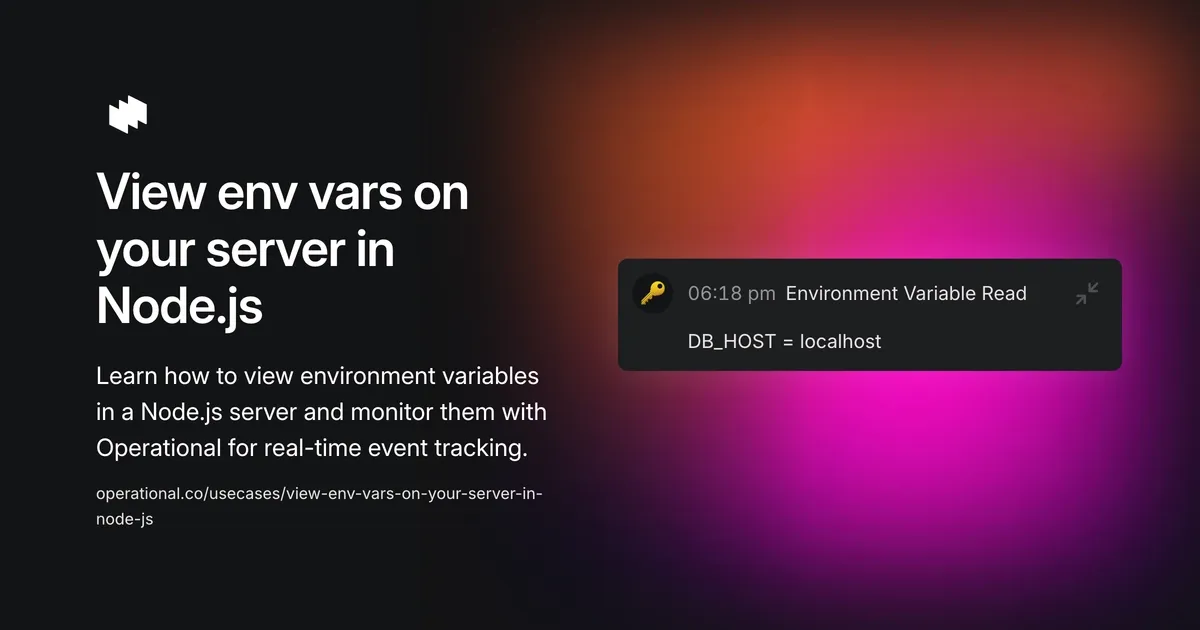 View env vars on
your server in
Node.js
Learn how to view environment variables
in a Node.js server and monitor them with
Operational for real-time event tracking.
operational.co/usecases/view-env-vars-on-your-server-in-
node-js
06:18 pm Environment Variable Read
DB_HOST = localhost